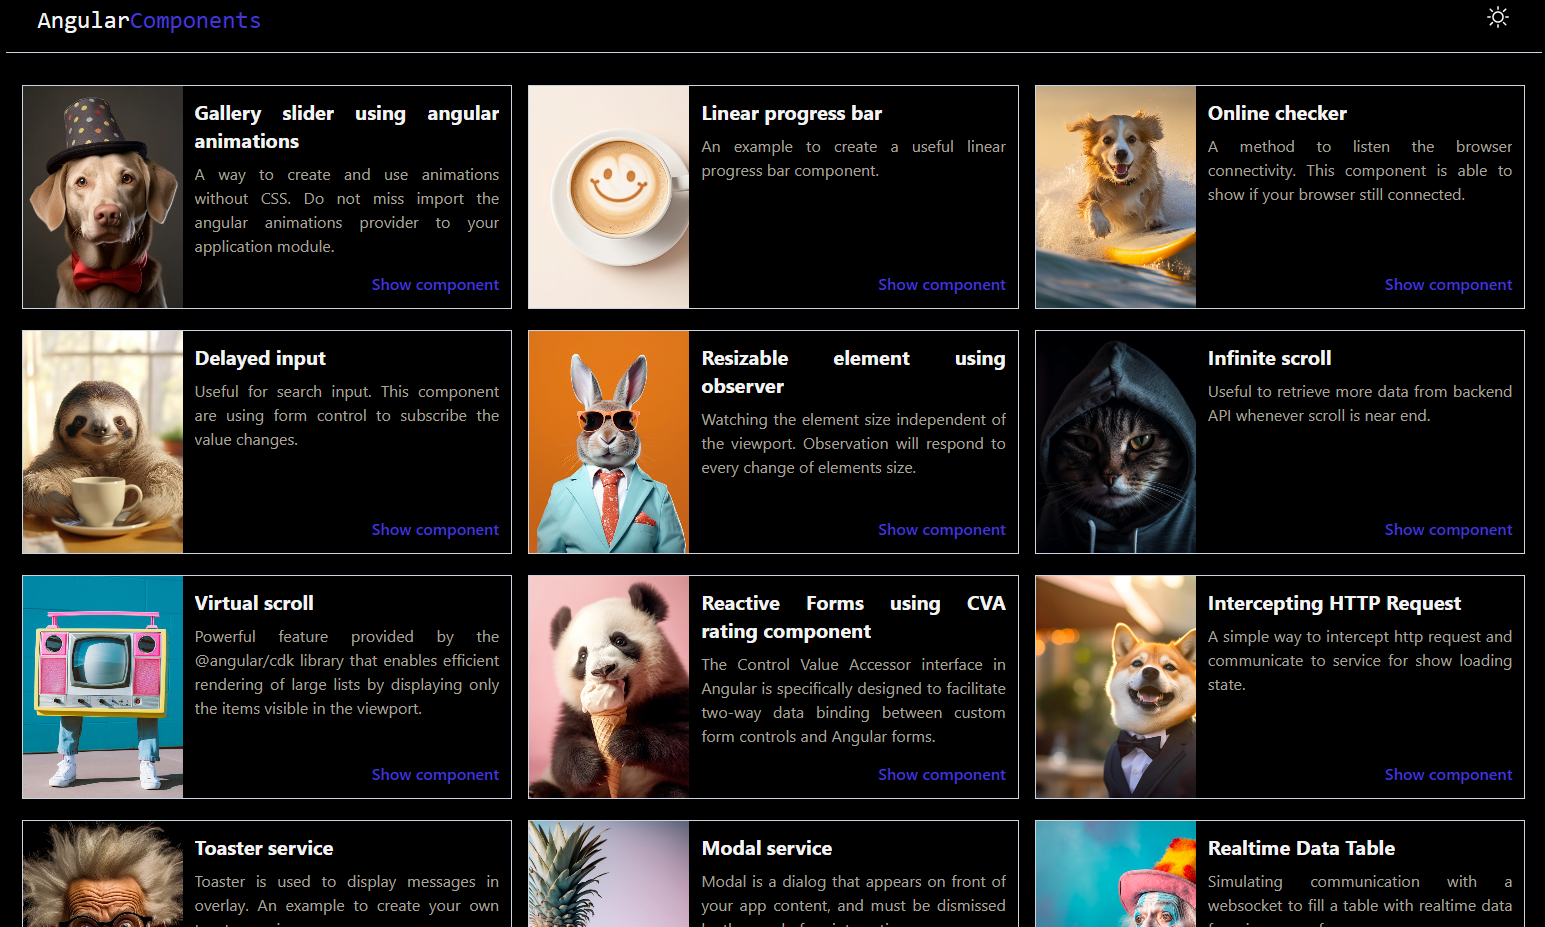 AngularComponents
Gallery slider using angular
animations
A way to create and use animations
without CSS. Do not miss import the
angular animations provider to your
application module.
Show component
Linear progress bar
An example to create a useful linear
progress bar component.
Show component
Online checker
A method to listen the browser
connectivity. This component is able to
show if your browser still connected.
Show component
Delayed input
Useful for search input. This component
are using form control to subscribe the
value changes.
Show component
Resizable element using
observer
Watching the element size independent of
the viewport. Observation will respond to
every change of elements size.
Show component
Infinite scroll
Useful to retrieve more data from backend
API whenever scroll is near end.
Show component
Virtual scroll
Powerful feature provided by the
@angular/cdk library that enables efficient
rendering of large lists by displaying only
the items visible in the viewport.
Show component
Reactive Forms using CVA
rating component
The Control Value Accessor interface in
Angular is specifically designed to facilitate
two-way data binding between custom
form controls and Angular forms.
Show component
Intercepting HTTP Request
A simple way to intercept http request and
communicate to service for show loading
state.
Show component
Toaster service
Toaster is used to display messages in
overlay. An example to create your own
Modal service
Modal is a dialog that appears on front of
your app content, and must be dismissed
Realtime Data Table
Simulating communication with a
websocket to fill a table with realtime data